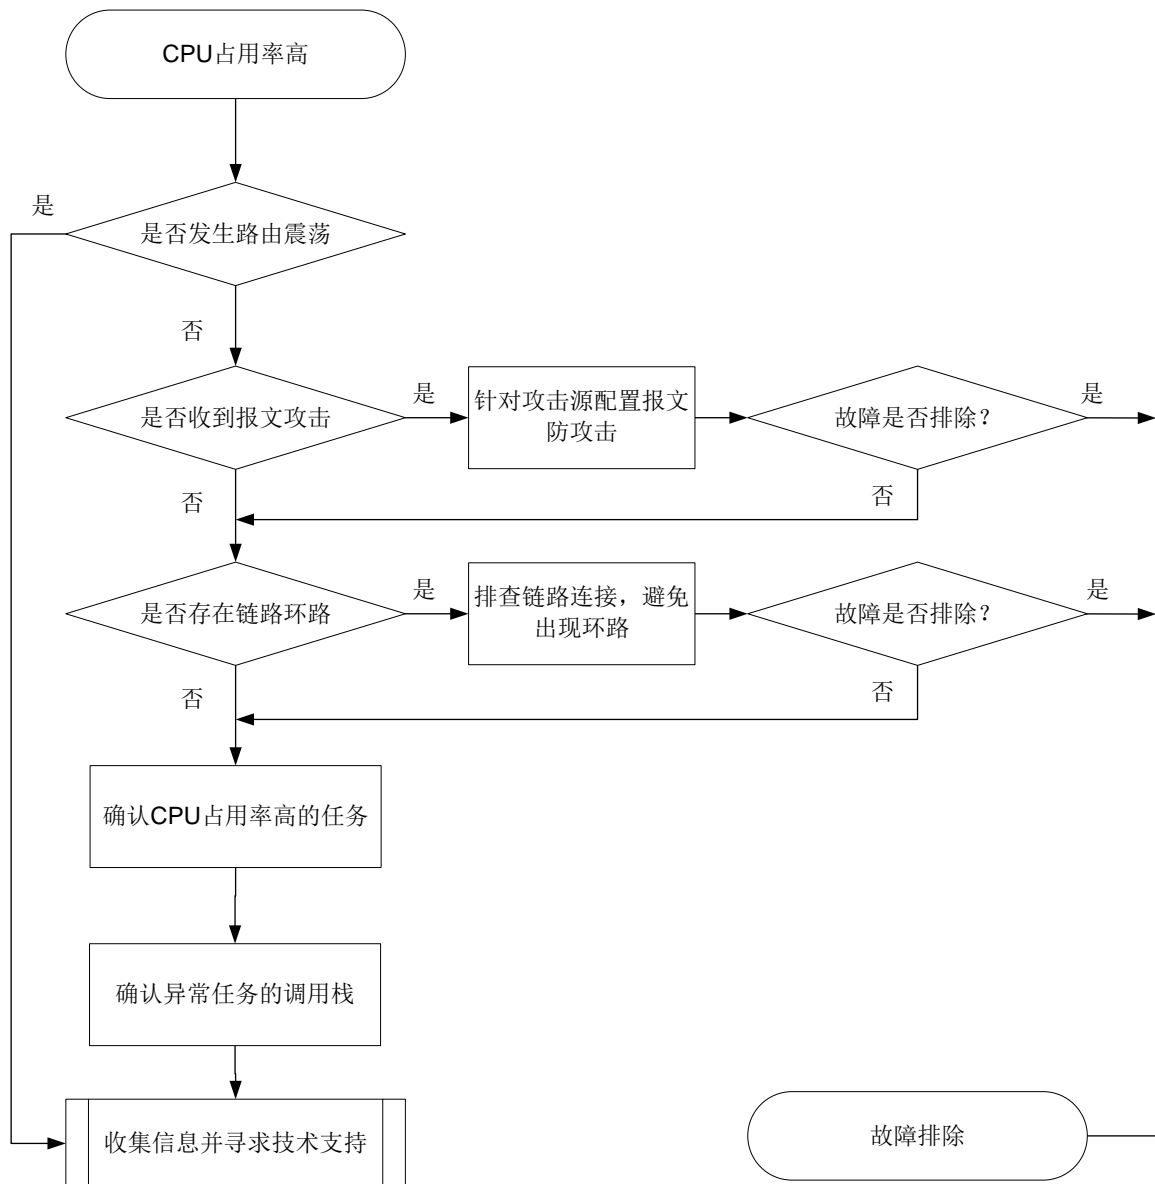 CPU占用率高
是
是否发生路由震荡
否
是否收到报文攻击
是
针对攻击源配置报文
防攻击
故障是否排除？
是
否
否
是否存在链路环路
是
排查链路连接，避免
出现环路
故障是否排除？
是
否
否
确认CPU占用率高的任务
确认异常任务的调用栈
收集信息并寻求技术支持
故障排除